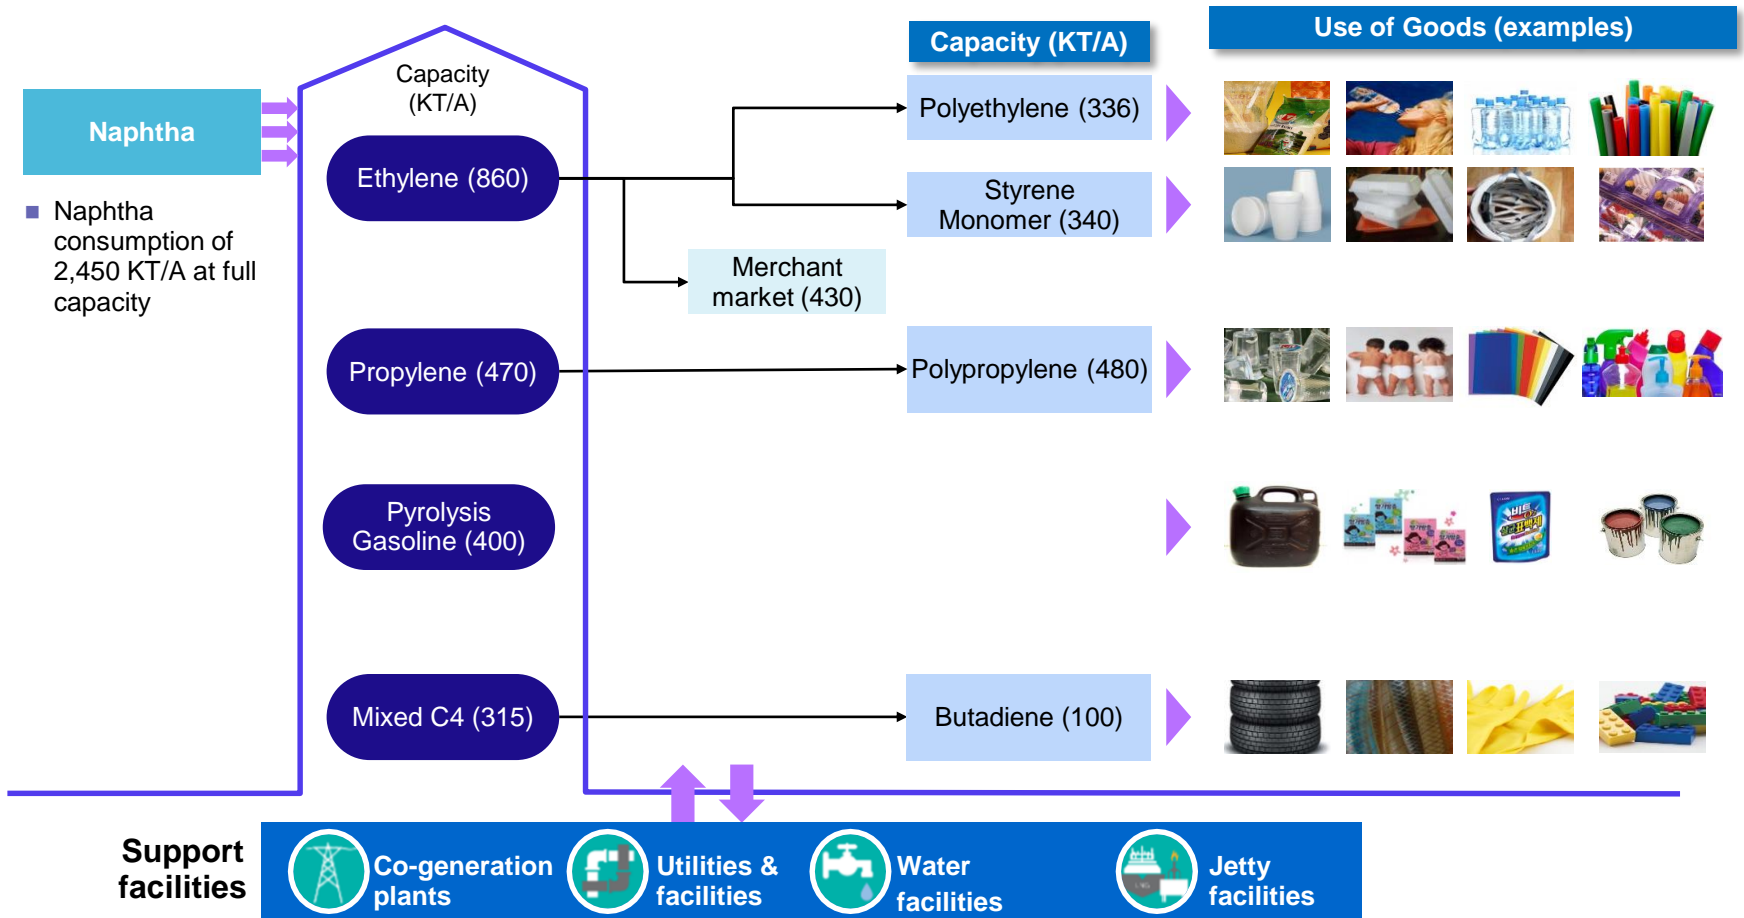 Capacity (KT/A)
Use of Goods (examples)
Naphtha
Naphtha
consumption of
2,450 KT/A at full
capacity
Capacity
(KT/A)
Ethylene (860)
Polyethylene (336)
Styrene
Monomer (340)
Merchant
market (430)
Propylene (470)
Polypropylene (480)
Pyrolysis
Gasoline (400)
Mixed C4 (315)
Butadiene (100)
Support
facilities
Co-generation
plants
Utilities &
facilities
Water
facilities
Jetty
facilities